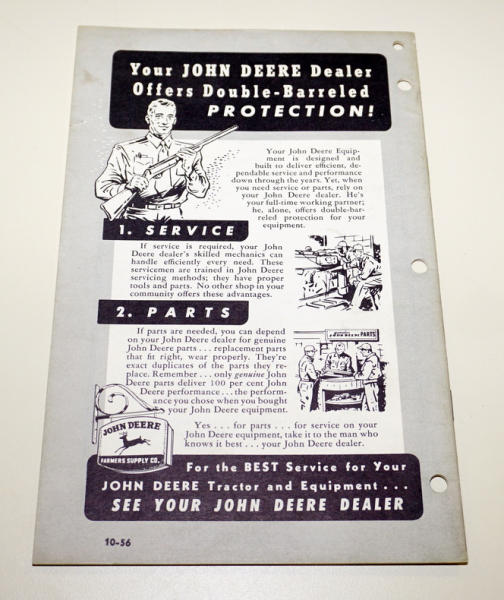 Your JOHN DEERE Dealer
Offers Double-Barreled
PROTECTION!
Your John Deere Equip-
ment is designed and
built to deliver efficient, de-
pendable service and performance
down through the years. Yet, when
you need service or parts, rely on
your John Deere dealer. He's
your full-time working partner;
he, alone, offers double-bar-
reled protection for your
equipment.
1. SERVICE
If service is required, your John
Deere dealer's skilled mechanics can
handle efficiently every need. These
servicemen are trained in John Deere
servicing methods; they have proper
tools and parts. No other shop in your
community offers these advantages.
2. PARTS
If parts are needed, you can depend
on your John Deere dealer for genuine
John Deere parts . . . replacement parts
that fit right, wear properly. They're
exact duplicates of the parts they re-
place. Remember . . . only genuine John
Deere parts deliver 100 per cent John
Deere performance . . . the perform-
ance you chose when you bought
your John Deere equipment.
JOHN DEERE PARTS
Yes . . . for parts . . . for service on your
John Deere equipment, take it to the man who
knows it best . . . your John Deere dealer.
JOHN DEERE
FARMERS SUPPLY CO.
For the BEST Service for Your
JOHN DEERE Tractor and Equipment . . .
SEE YOUR JOHN DEERE DEALER
10-56